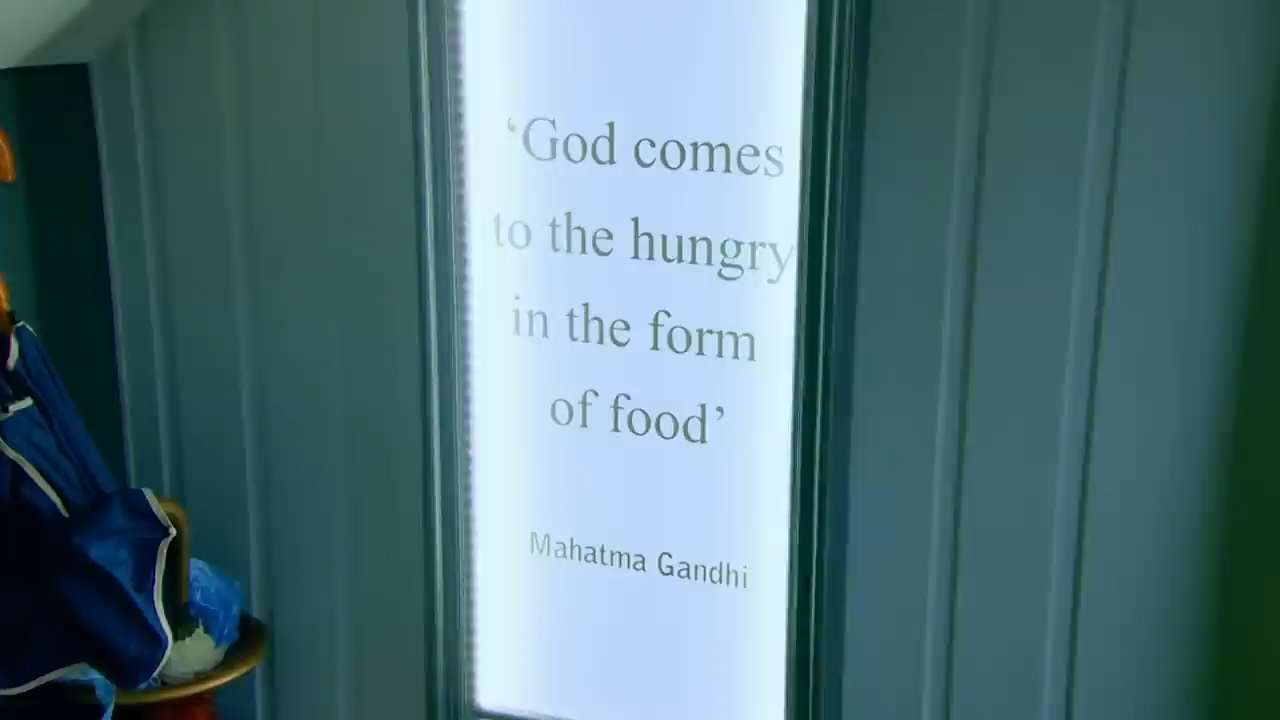 ‘God comes
to the hungry
in the form
of food’
Mahatma Gandhi